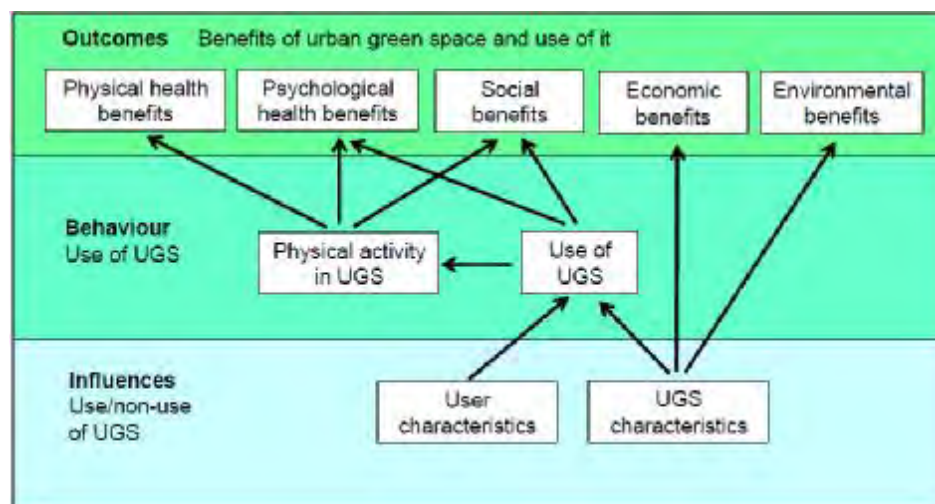 Outcomes Benefits of urban green space and use of it
Physical health
benefits
Psychological
health benefits
Social
benefits
Economic
benefits
Environmental
benefits
Behaviour
Use of UGS
Physical activity
in UGS
Use of
UGS
Influences
Use/non-use
of UGS
User
characteristics
UGS
characteristics